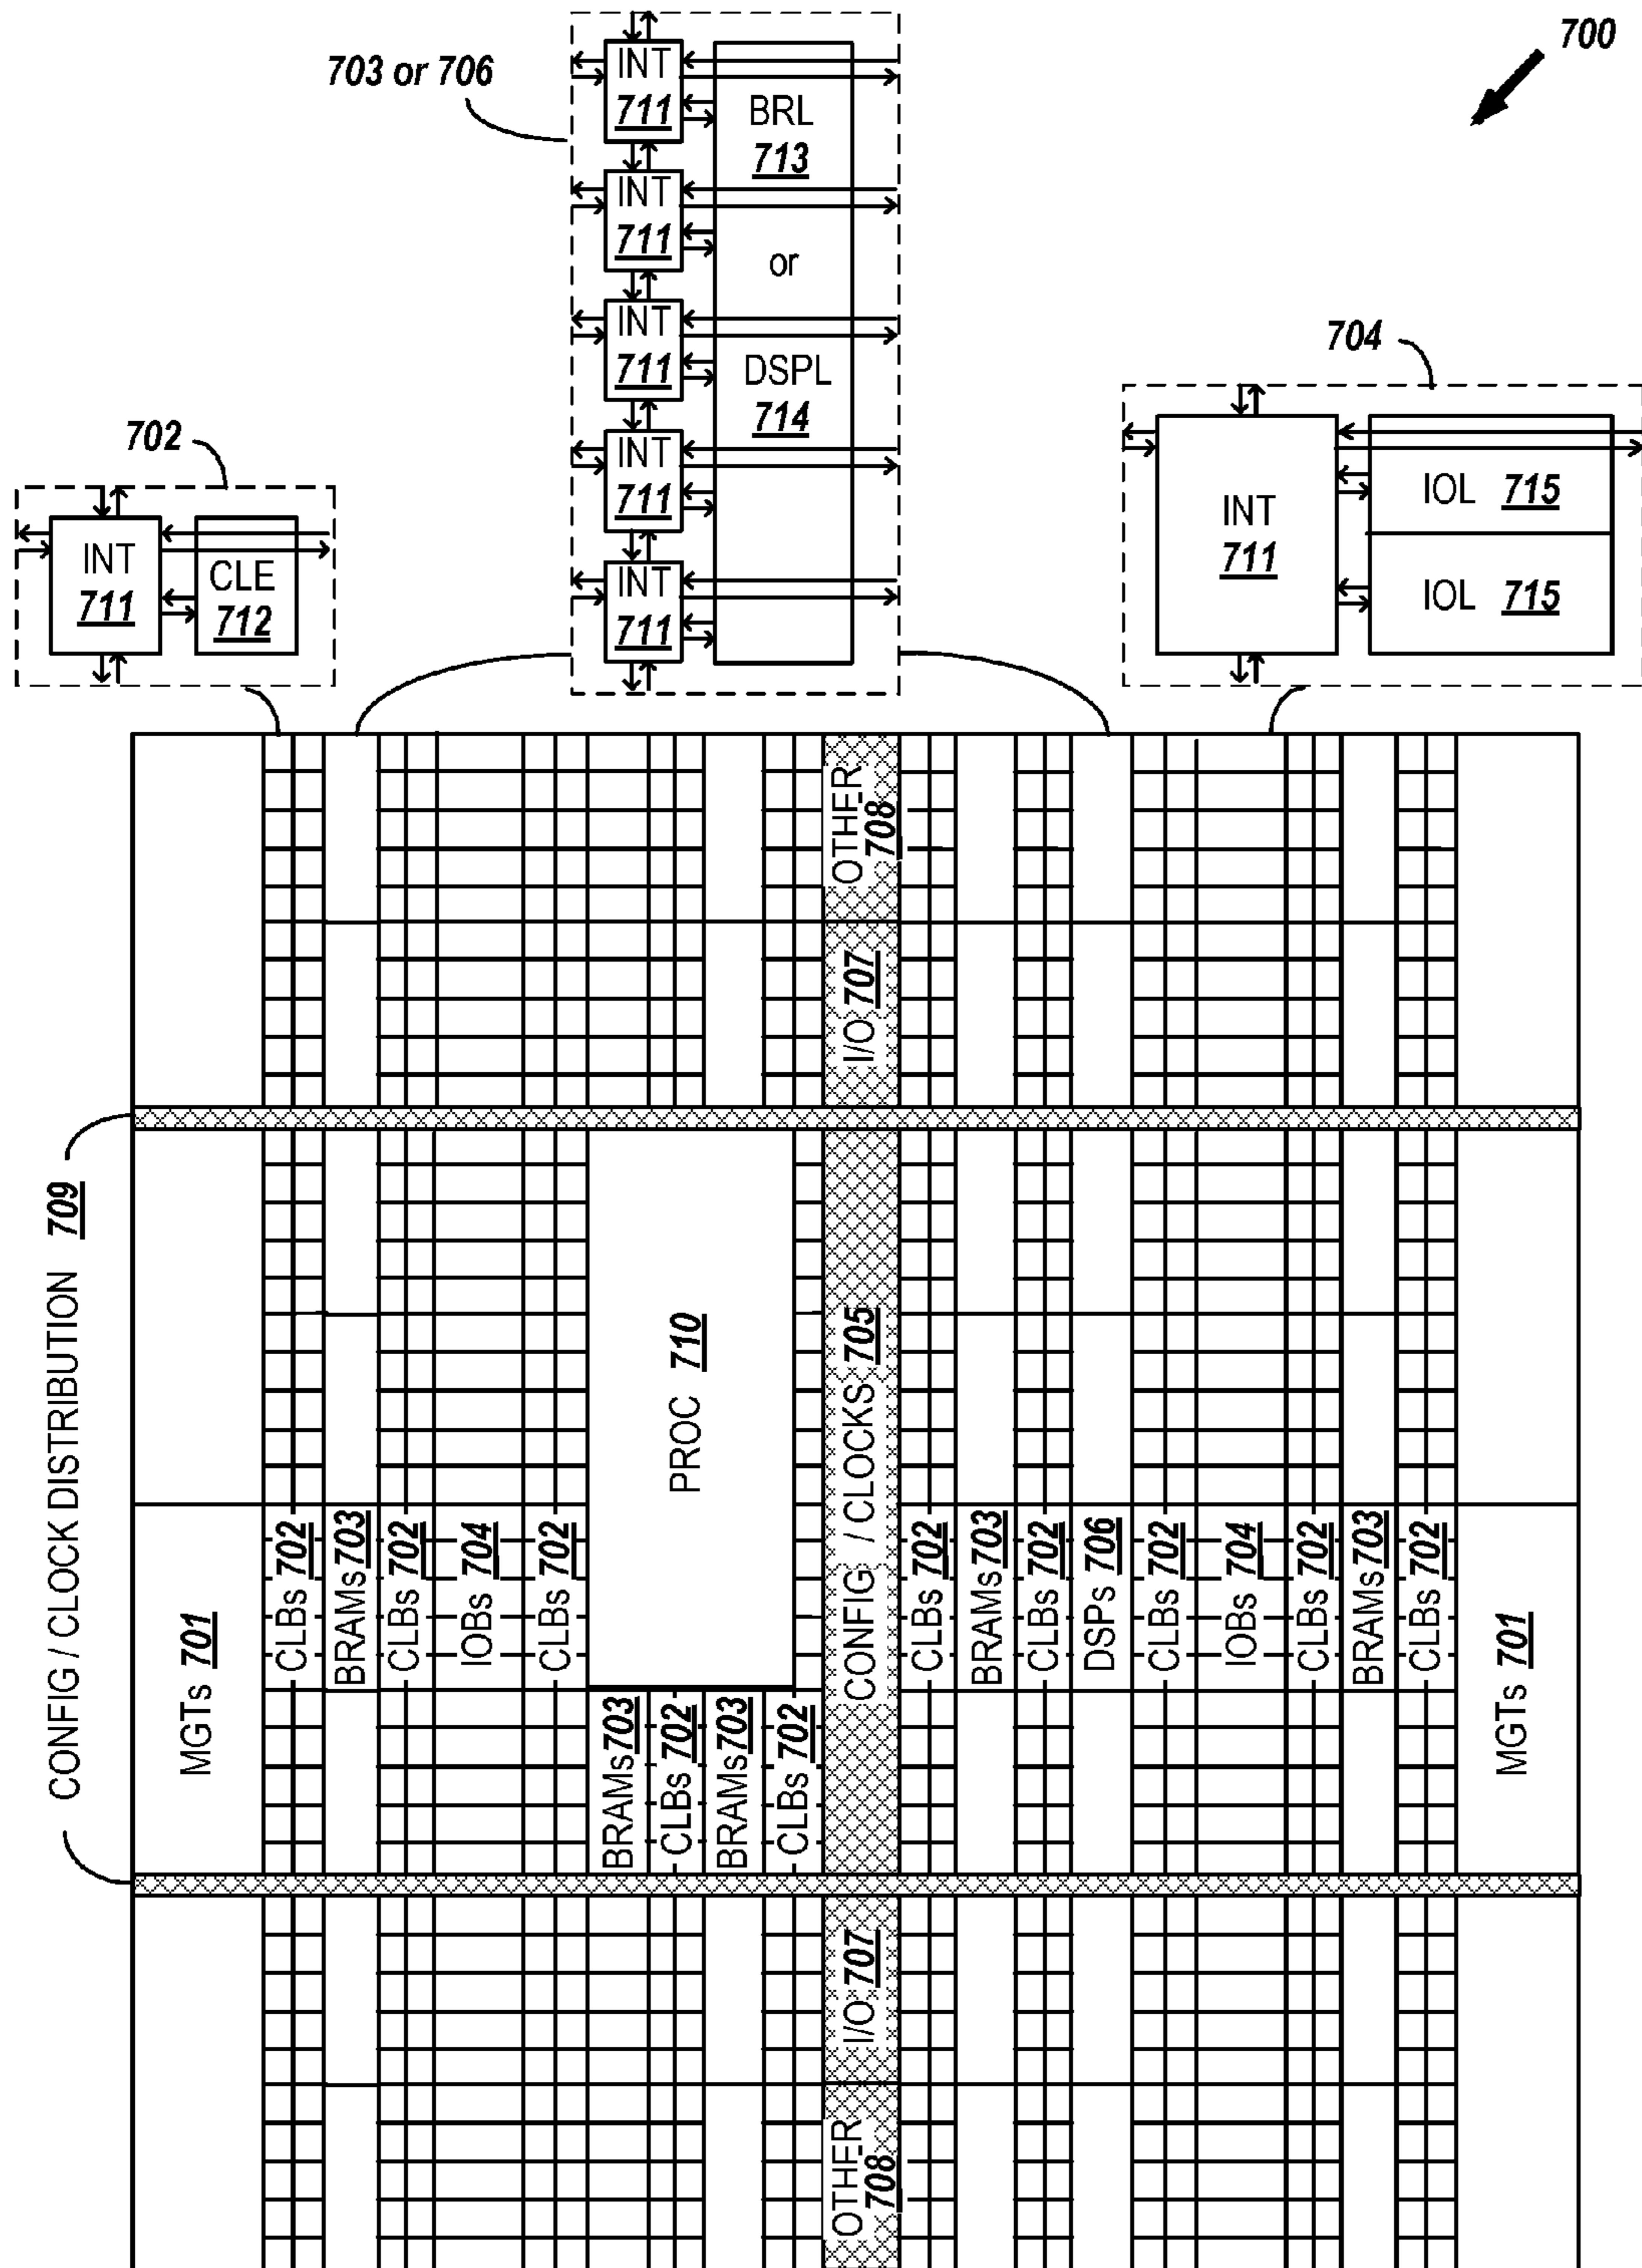 700
703 or 706
INT
711
INT
711
INT
711
INT
711
INT
711
BRL
713
or
DSPL
714
704
INT
711
IOL 715
IOL 715
702
INT
711
CLE
712
OTHER
708
I/O 707
CONFIG / CLOCK DISTRIBUTION 709
PROC 710
CONFIG / CLOCKS 705
MGTs 701
CLBs 702
BRAMs 703
CLBs 702
IOBs 704
CLBs 702
BRAMs 703
CLBs 702
BRAMs 703
CLBs 702
CLBs 702
BRAMs 703
CLBs 702
DSPs 706
CLBs 702
IOBs 704
CLBs 702
BRAMs 703
CLBs 702
MGTs 701
I/O 707
OTHER
708